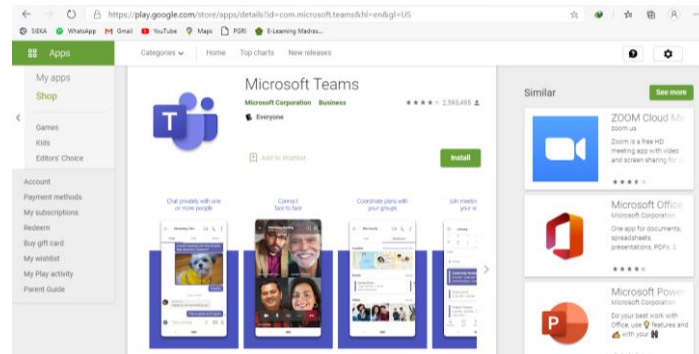 https://play.google.com/store/apps/details?id=com.microsoft.teams&hl=en&gl=US
SIEKA WhatsApp Gmail YouTube Maps PGRI E-Learning Madras...
Apps Categories Home Top charts New releases
My apps
Shop
Games
Kids
Editors' Choice
Account
Payment methods
My subscriptions
Redeem
Buy gift card
My wishlist
My Play activity
Parent Guide
Microsoft Teams
Microsoft Corporation Business
Everyone
Add to Wishlist
Install
Chat privately with one
or more people
Connect
face to face
Coordinate plans with
your groups
Join meetin
Similar
See more
ZOOM Cloud Me
zoom.us
Zoom is a free HD
meeting app with video
and screen sharing for
Microsoft Office
Microsoft Corporation
One app for documents,
spreadsheets,
presentations, PDFs, &
Microsoft Power
Microsoft Corporation
Do your best work with
Office, use features and
with your